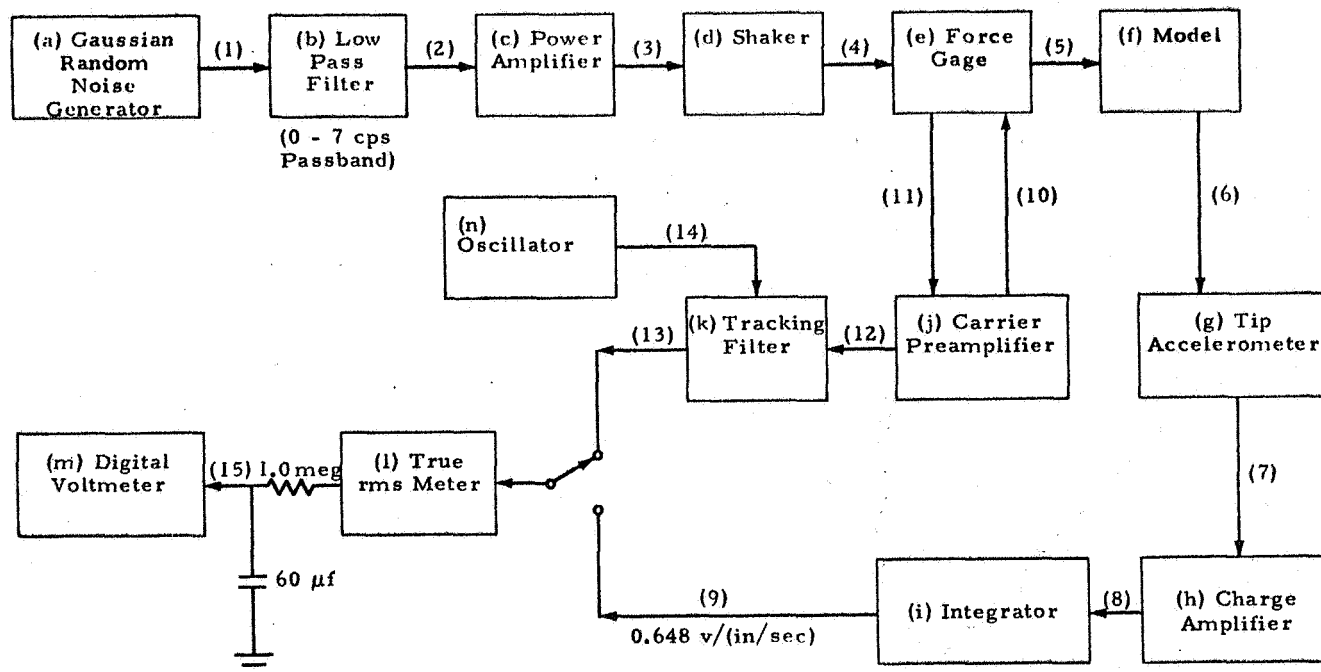 (a) Gaussian
Random
Noise
Generator
(1)
(b) Low
Pass
Filter
(0 - 7 cps
Passband)
(2)
(c) Power
Amplifier
(3)
(d) Shaker
(4)
(e) Force
Gage
(5)
(f) Model
(11)
(10)
(6)
(n)
Oscillator
(14)
(13)
(k) Tracking
Filter
(12)
(j) Carrier
Preamplifier
(g) Tip
Accelerometer
(m) Digital
Voltmeter
(15) 1.0 meg
(l) True
rms Meter
(7)
60 μf
(9)
0.648 v/(in/sec)
(i) Integrator
(8)
(h) Charge
Amplifier